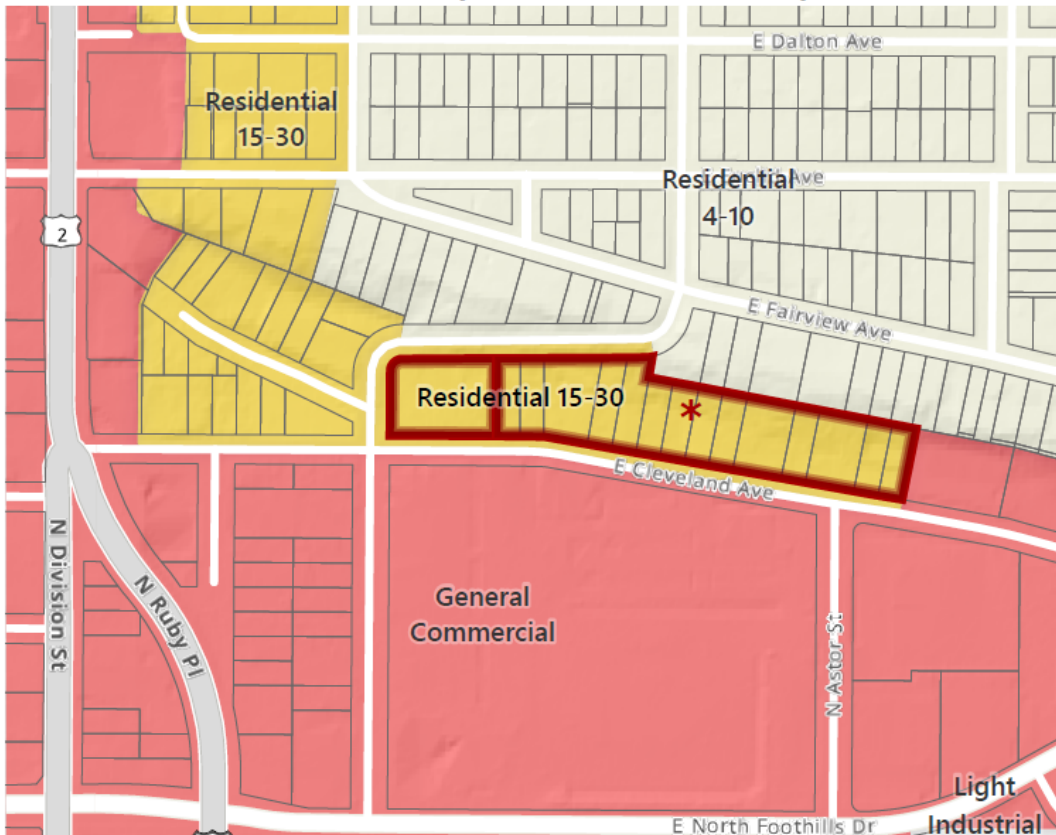 E Dalton Ave
Residential
15-30
Residential
Ave
4-10
2
E Fairview Ave
Residential 15-30
*
E Cleveland Ave
N Division St
N Ruby Pl
General
Commercial
N Astor St
Light
Industrial
E North Foothills Dr